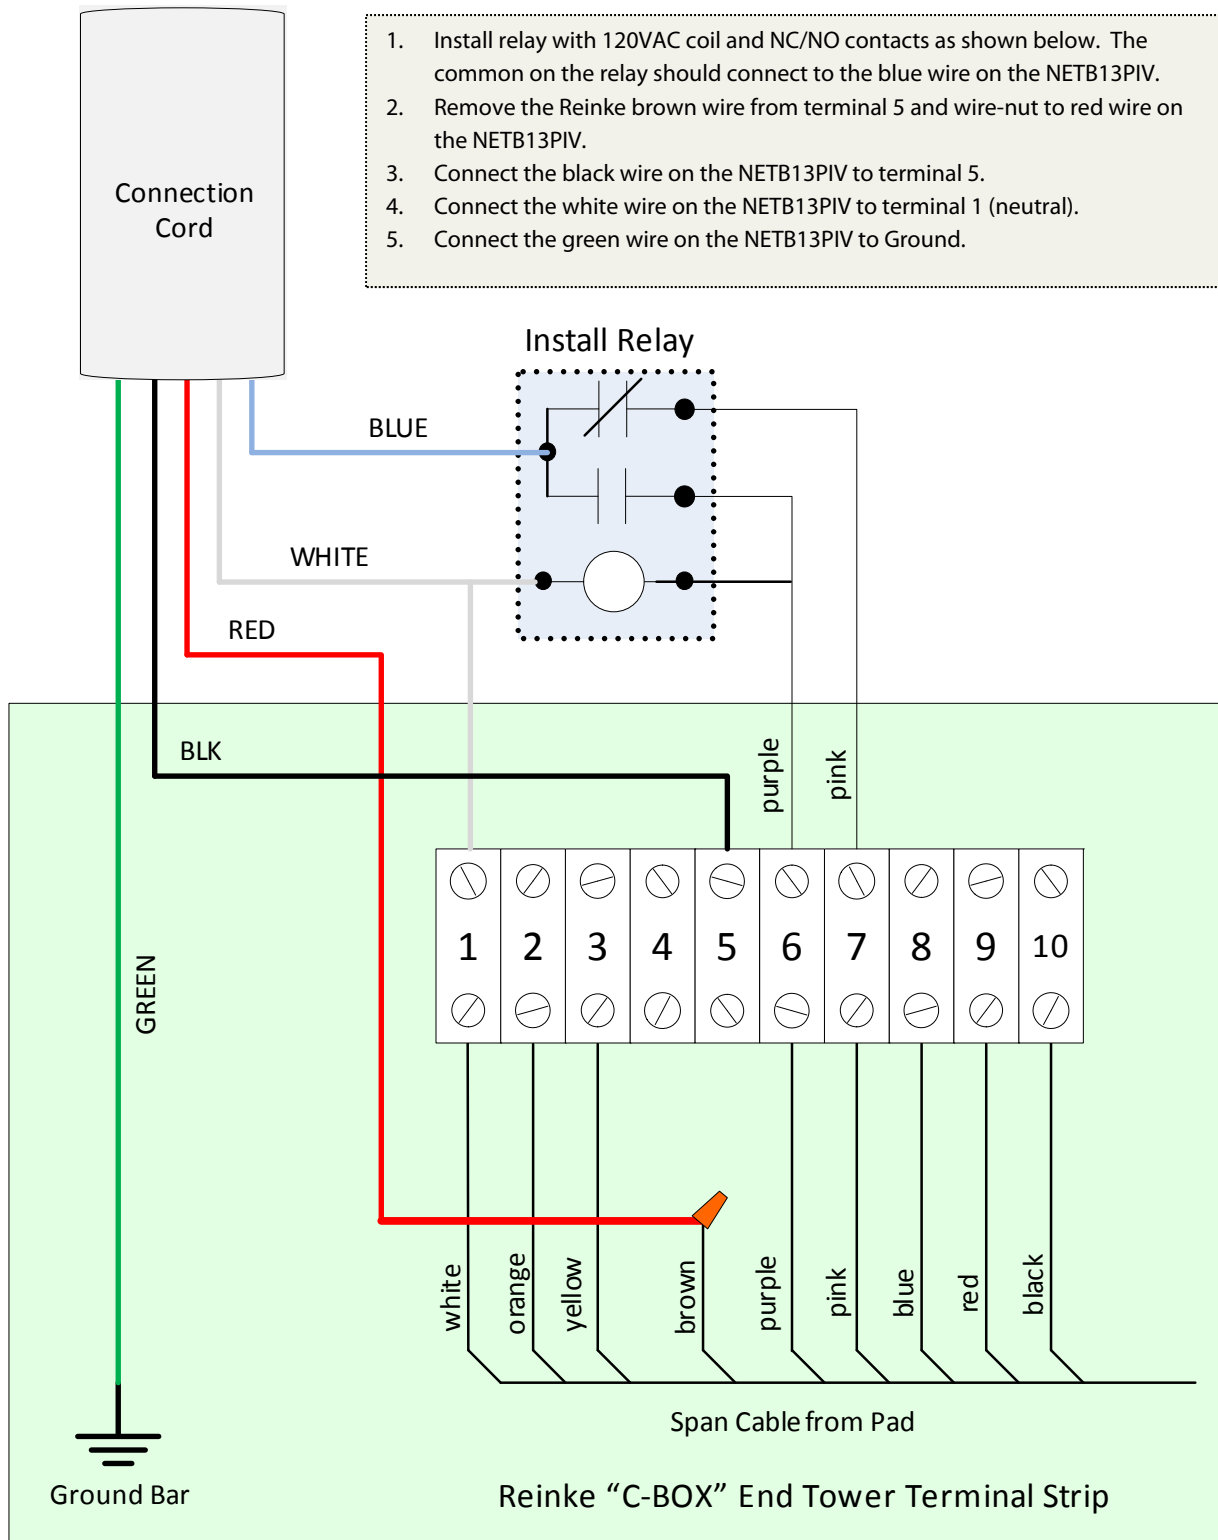 1. Install relay with 120VAC coil and NC/NO contacts as shown below. The
common on the relay should connect to the blue wire on the NETB13PIV.
2. Remove the Reinke brown wire from terminal 5 and wire-nut to red wire on
the NETB13PIV.
3. Connect the black wire on the NETB13PIV to terminal 5.
4. Connect the white wire on the NETB13PIV to terminal 1 (neutral).
5. Connect the green wire on the NETB13PIV to Ground.
Connection
Cord
Install Relay
BLUE
WHITE
RED
BLK
purple
pink
GREEN
1 2 3 4 5 6 7 8 9 10
white
orange
yellow
brown
purple
pink
blue
red
black
Span Cable from Pad
Ground Bar
Reinke “C-BOX” End Tower Terminal Strip